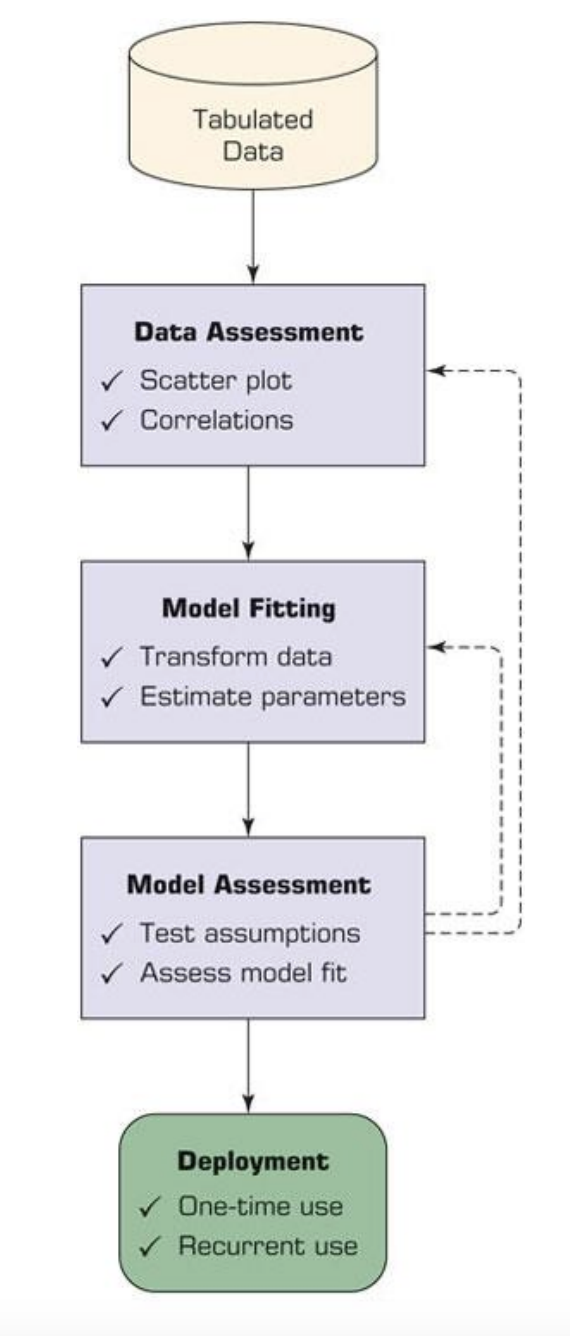 Tabulated
Data
Data Assessment
✓ Scatter plot
✓ Correlations
Model Fitting
✓ Transform data
✓ Estimate parameters
Model Assessment
✓ Test assumptions
✓ Assess model fit
Deployment
✓ One-time use
✓ Recurrent use